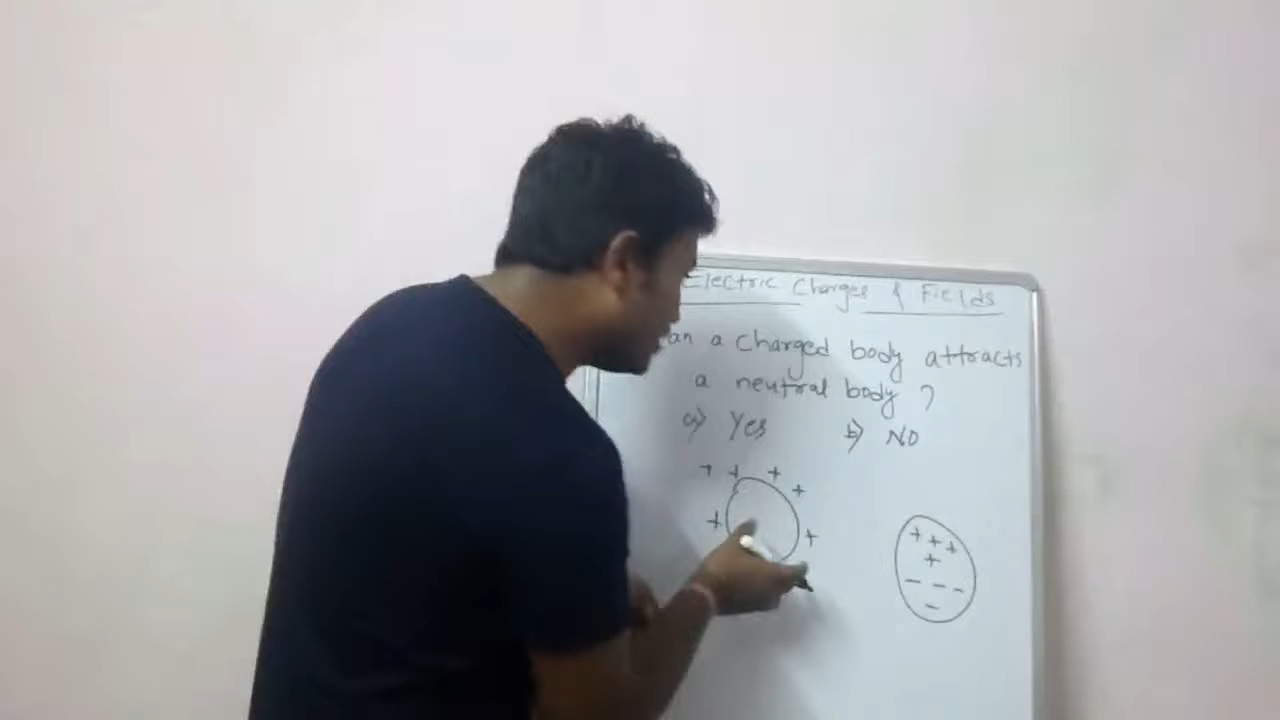 Electric Charges & Fields
an a charged body attracts
a neutral body ?
a) Yes b) NO
+ + + +
+ +
+ + +
+
- - -
-